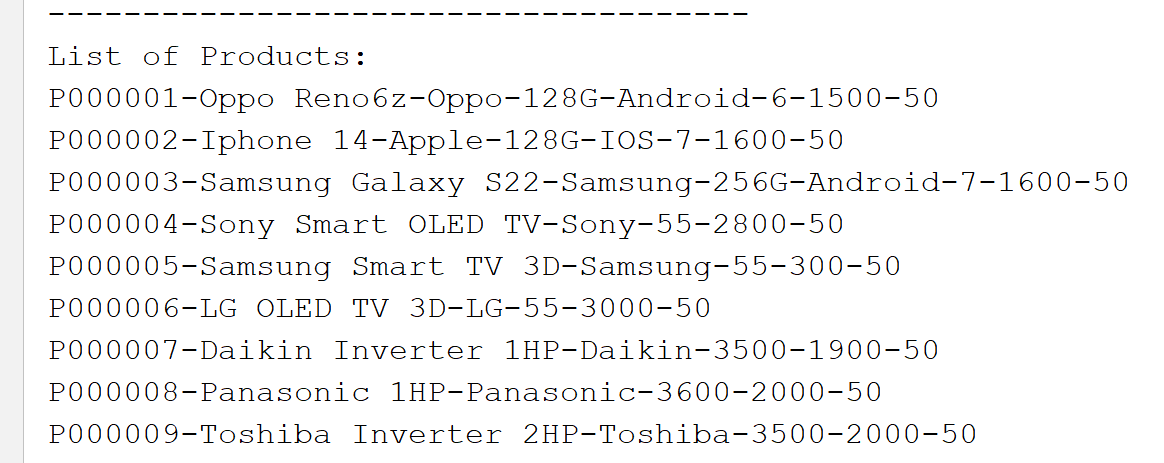 -------------------------------------
List of Products:
P000001-Oppo Reno6z-Oppo-128G-Android-6-1500-50
P000002-Iphone 14-Apple-128G-IOS-7-1600-50
P000003-Samsung Galaxy S22-Samsung-256G-Android-7-1600-50
P000004-Sony Smart OLED TV-Sony-55-2800-50
P000005-Samsung Smart TV 3D-Samsung-55-300-50
P000006-LG OLED TV 3D-LG-55-3000-50
P000007-Daikin Inverter 1HP-Daikin-3500-1900-50
P000008-Panasonic 1HP-Panasonic-3600-2000-50
P000009-Toshiba Inverter 2HP-Toshiba-3500-2000-50